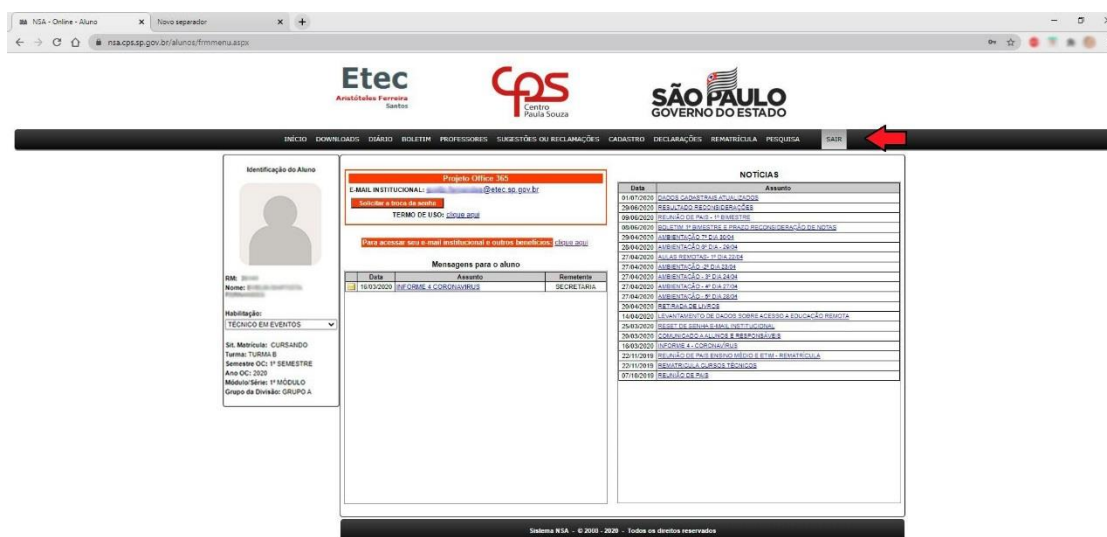 NSA - Online - Aluno
Novo separador
nsa.cps.sp.gov.br/alunos/frmmenu.aspx
Etec
Aristóteles Ferreira
Santos
CPS
Centro
Paula Souza
SÃO PAULO
GOVERNO DO ESTADO
INÍCIO DOWNLOADS DIÁRIO BOLETIM PROFESSORES SUGESTÕES OU RECLAMAÇÕES CADASTRO DECLARAÇÕES REMATRÍCULA PESQUISA SAIR
Identificação do Aluno
RM:
Nome:
Habilitação:
TÉCNICO EM EVENTOS
Sit. Matrícula: CURSANDO
Turma: TURMA B
Semestre OC: 1º SEMESTRE
Ano OC: 2020
Módulo/Série: 1º MÓDULO
Grupo da Divisão: GRUPO A
Projeto Office 365
E-MAIL INSTITUCIONAL: @etec.sp.gov.br
Solicitar a troca da senha
TERMO DE USO: clique aqui
Para acessar seu e-mail institucional e outros benefícios: clique aqui
Mensagens para o aluno
Data Assunto Remetente
16/03/2020 INFORME 4 CORONAVIRUS SECRETARIA
NOTÍCIAS
Data Assunto
01/07/2020 DADOS CADASTRAIS ATUALIZADOS
29/06/2020 RESULTADO RECONSIDERAÇÕES
09/06/2020 REUNIÃO DE PAIS - 1º BIMESTRE
08/06/2020 BOLETIM 1º BIMESTRE E PRAZO RECONSIDERAÇÃO DE NOTAS
29/04/2020 AMBIENTAÇÃO 7º DIA 30/04
28/04/2020 AMBIENTAÇÃO 6º DIA - 29/04
27/04/2020 AULAS REMOTAS- 1º DIA 22/04
27/04/2020 AMBIENTAÇÃO -2º DIA 23/04
27/04/2020 AMBIENTAÇÃO - 3º DIA 24/04
27/04/2020 AMBIENTAÇÃO - 4º DIA 27/04
27/04/2020 AMBIENTAÇÃO - 5º DIA 28/04
20/04/2020 RETIRADA DE LIVROS
14/04/2020 LEVANTAMENTO DE DADOS SOBRE ACESSO A EDUCAÇÃO REMOTA
25/03/2020 RESET DE SENHA E-MAIL INSTITUCIONAL
20/03/2020 COMUNICADO A ALUNOS E RESPONSÁVEIS
16/03/2020 INFORME 4 - CORONAVÍRUS
22/11/2019 REUNIÃO DE PAIS ENSINO MÉDIO E ETIM - REMATRÍCULA
22/11/2019 REMATRICULA CURSOS TÉCNICOS
07/10/2019 REUNIÃO DE PAIS
Sistema NSA - © 2008 - 2020 - Todos os direitos reservados